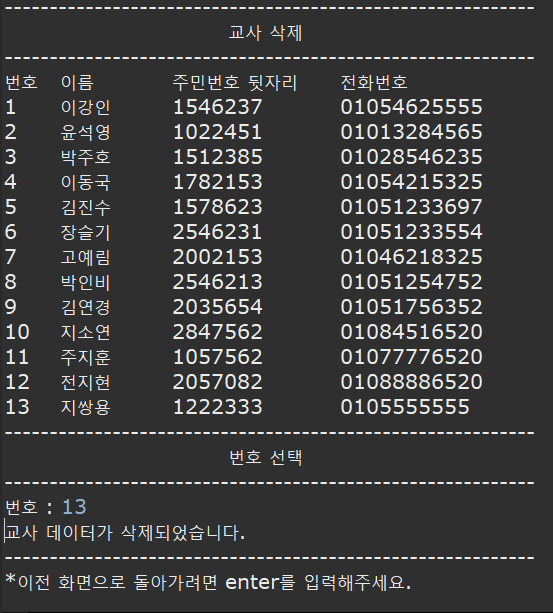 ------------------------------------------------------------
교사 삭제
------------------------------------------------------------
번호 이름 주민번호 뒷자리 전화번호
1 이강인 1546237 01054625555
2 윤석영 1022451 01013284565
3 박주호 1512385 01028546235
4 이동국 1782153 01054215325
5 김진수 1578623 01051233697
6 장슬기 2546231 01051233554
7 고예림 2002153 01046218325
8 박인비 2546213 01051254752
9 김연경 2035654 01051756352
10 지소연 2847562 01084516520
11 주지훈 1057562 01077776520
12 전지현 2057082 01088886520
13 지쌍용 1222333 0105555555
------------------------------------------------------------
번호 선택
------------------------------------------------------------
번호 : 13
교사 데이터가 삭제되었습니다.
------------------------------------------------------------
*이전 화면으로 돌아가려면 enter를 입력해주세요.